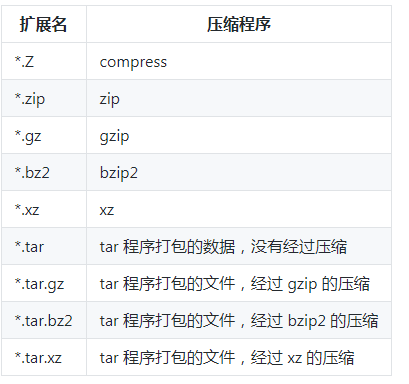 扩展名 压缩程序
*.Z compress
*.zip zip
*.gz gzip
*.bz2 bzip2
*.xz xz
*.tar tar 程序打包的数据，没有经过压缩
*.tar.gz tar 程序打包的文件，经过 gzip 的压缩
*.tar.bz2 tar 程序打包的文件，经过 bzip2 的压缩
*.tar.xz tar 程序打包的文件，经过 xz 的压缩